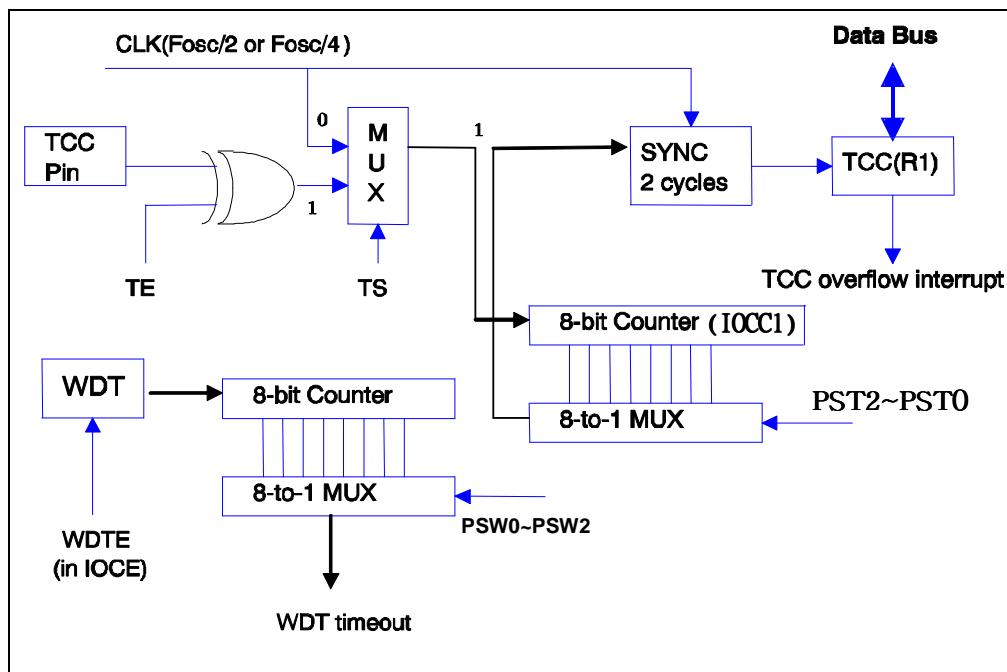 CLK(Fosc/2 or Fosc/4)
Data Bus
0
1
TCC
Pin
M
U
X
SYNC
2 cycles
TCC(R1)
1
TE
TS
TCC overflow interrupt
8-bit Counter (IOCC1)
WDT
8-bit Counter
8-to-1 MUX
PST2~PST0
8-to-1 MUX
PSW0~PSW2
WDTE
(in IOCE)
WDT timeout